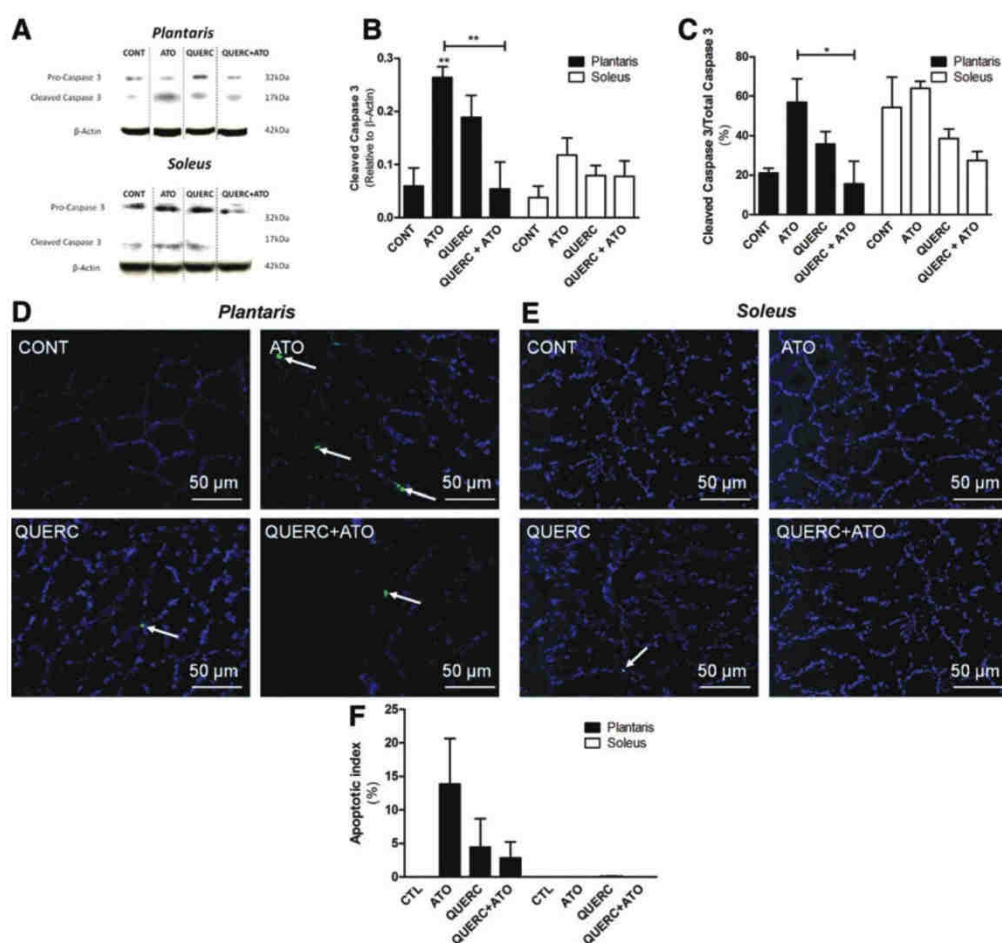 A
Plantaris
CONT ATO QUERC QUERC+ATO
Pro-Caspase 3 32kDa
Cleaved Caspase 3 17kDa
β-Actin 42kDa
Soleus
CONT ATO QUERC QUERC+ATO
Pro-Caspase 3
32kDa
17kDa
Cleaved Caspase 3
β-Actin 42kDa
B
Cleaved Caspase 3
(Relative to β-Actin)
0.3
0.2
0.1
0.0
**
**
Plantaris
Soleus
CONT ATO QUERC QUERC + ATO CONT ATO QUERC QUERC + ATO
C
Cleaved Caspase 3/Total Caspase 3
(%)
80
60
40
20
0
*
Plantaris
Soleus
CONT ATO QUERC QUERC + ATO CONT ATO QUERC QUERC + ATO
D
Plantaris
CONT
50 µm
ATO
50 µm
QUERC
50 µm
QUERC+ATO
50 µm
E
Soleus
CONT
50 µm
ATO
50 µm
QUERC
50 µm
QUERC+ATO
50 µm
F
Apoptotic index
(%)
25
20
15
10
5
0
Plantaris
Soleus
CTL ATO QUERC QUERC+ATO CTL ATO QUERC QUERC+ATO